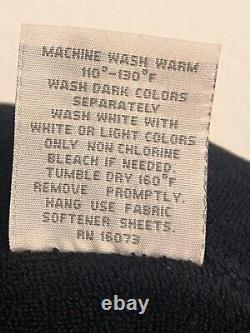 MACHINE WASH WARM
110°-130°F
WASH DARK COLORS
SEPARATELY
WASH WHITE WITH
WHITE OR LIGHT COLORS
ONLY NON CHLORINE
BLEACH IF NEEDED.
TUMBLE DRY 160°F
REMOVE PROMPTLY.
HANG USE FABRIC
SOFTENER SHEETS.
RN 16073